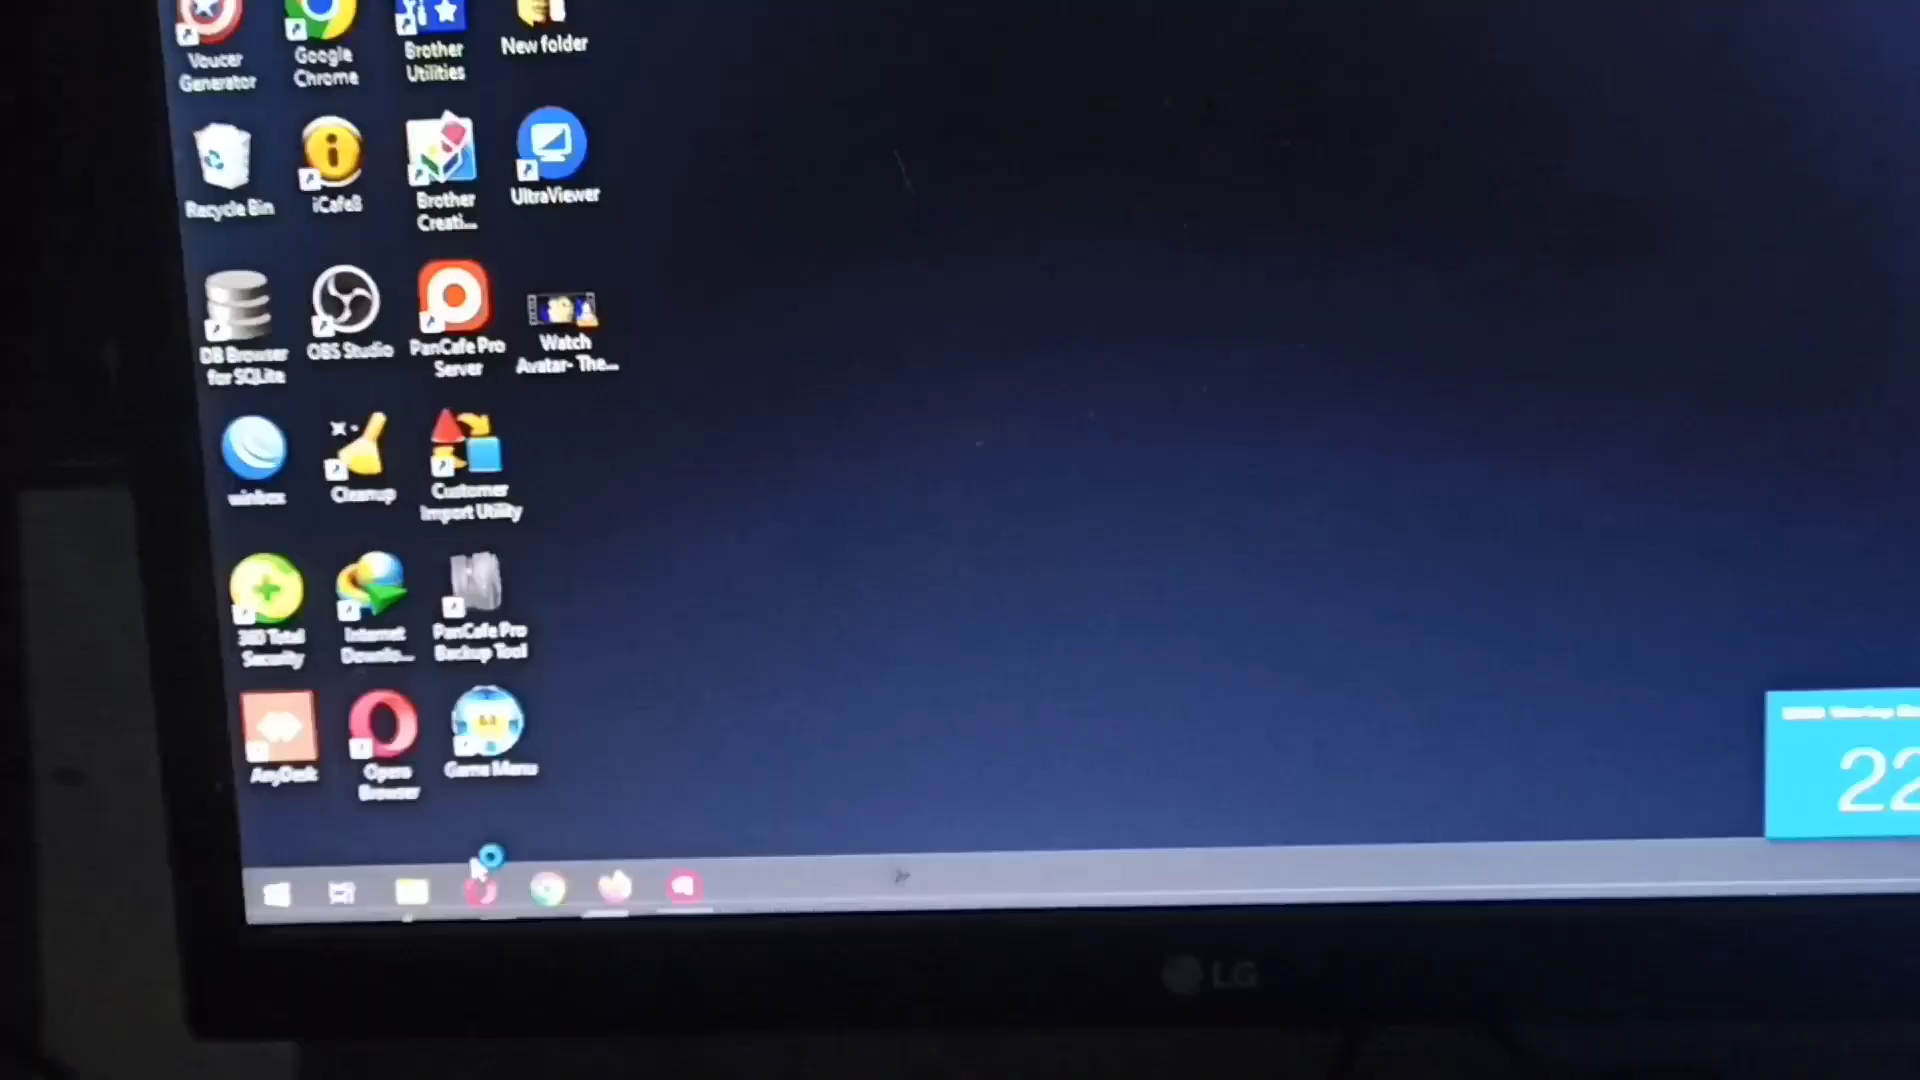 Voucer
Generator
Google
Chrome
Brother
Utilities
New folder
Recycle Bin
iCafe8
Brother
Creati...
UltraViewer
DB Browser
for SQLite
OBS Studio
PanCafe Pro
Server
Watch
Avatar- The...
winbox
Cleanup
Customer
Import Utility
360 Total
Security
Internet
Downlo...
PanCafe Pro
Backup Tool
AnyDesk
Opera
Browser
Game Menu
22
LG